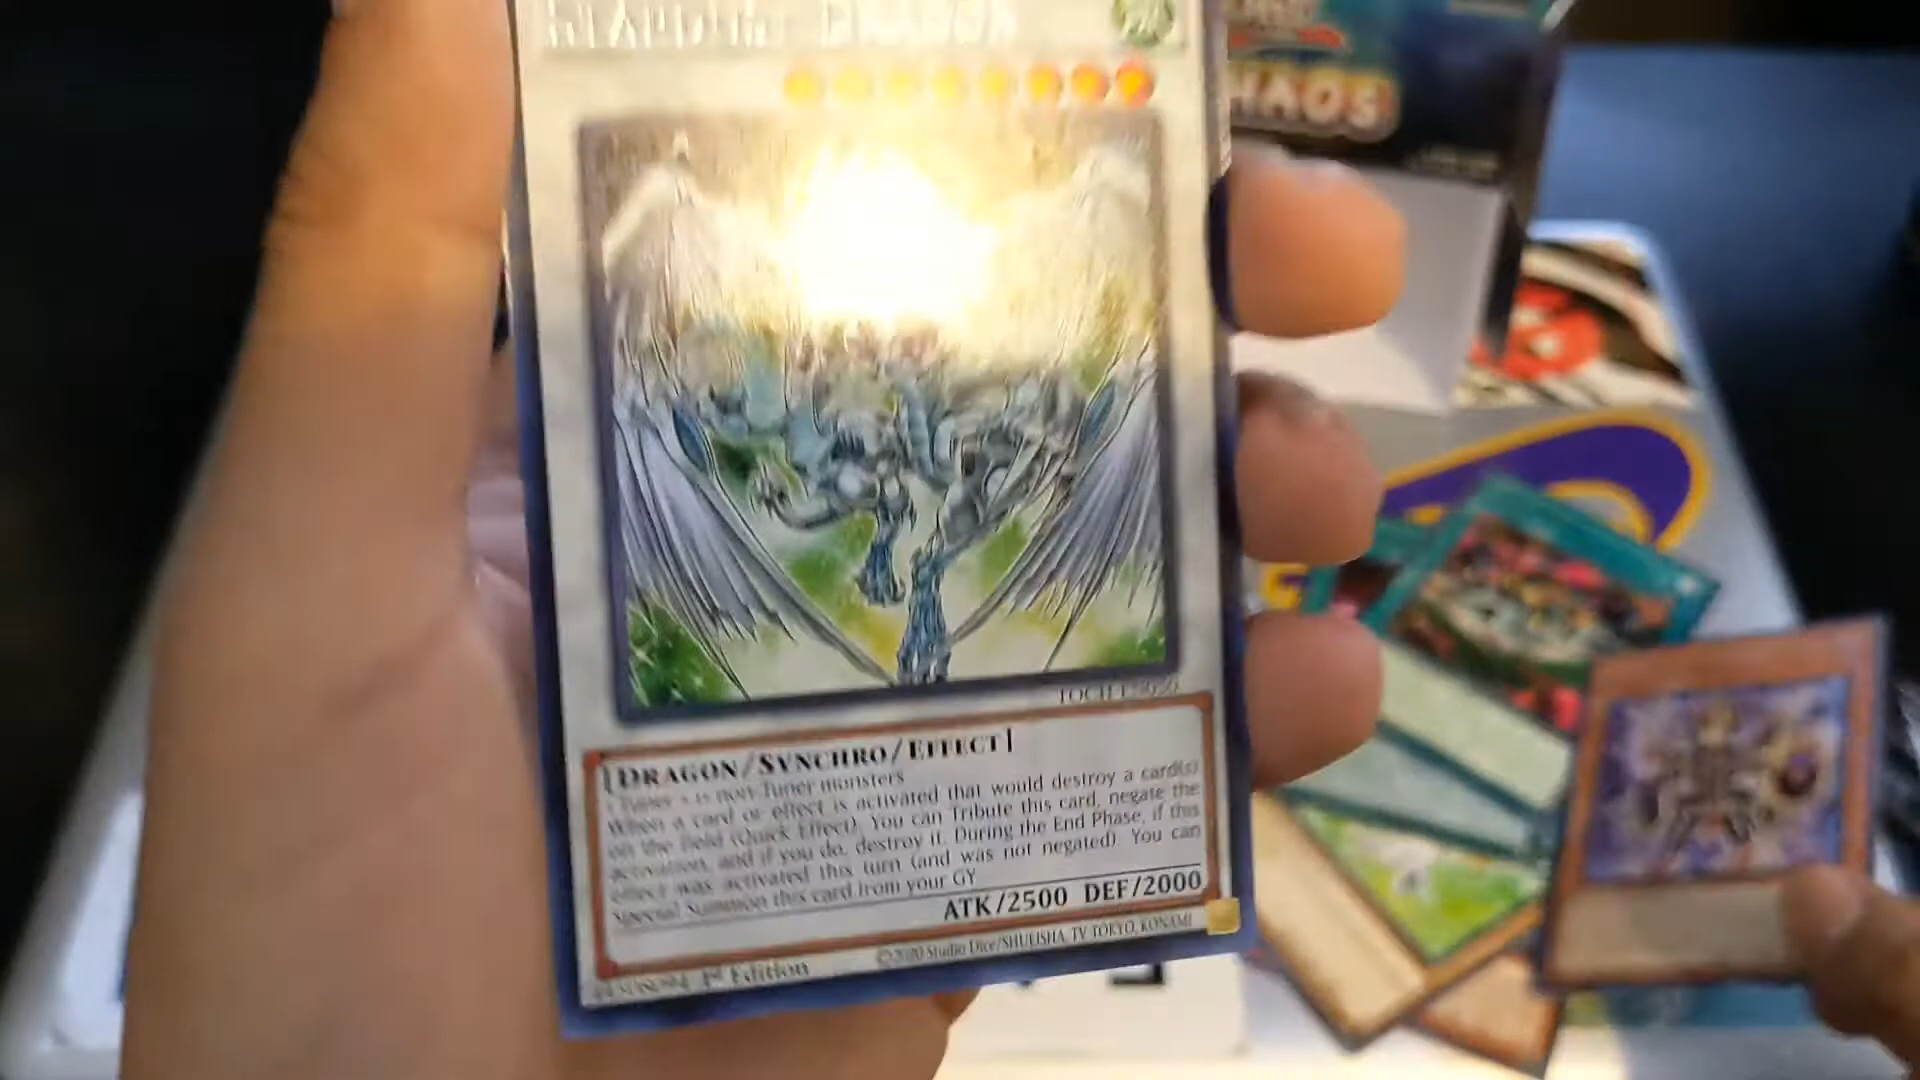 DRAGON
CHAOS
[DRAGON/SYNCHRO/EFFECT]
1 Tuner + 1+ non-Tuner monsters
When a card or effect is activated that would destroy a card(s)
on the field (Quick Effect): You can Tribute this card, negate the
activation, and if you do, destroy it. During the End Phase, if this
effect was activated this turn (and was not negated): You can
Special Summon this card from your GY
ATK/2500 DEF/2000
1st Edition
©2020 Studio Dice/SHUEISHA, TV TOKYO, KONAMI